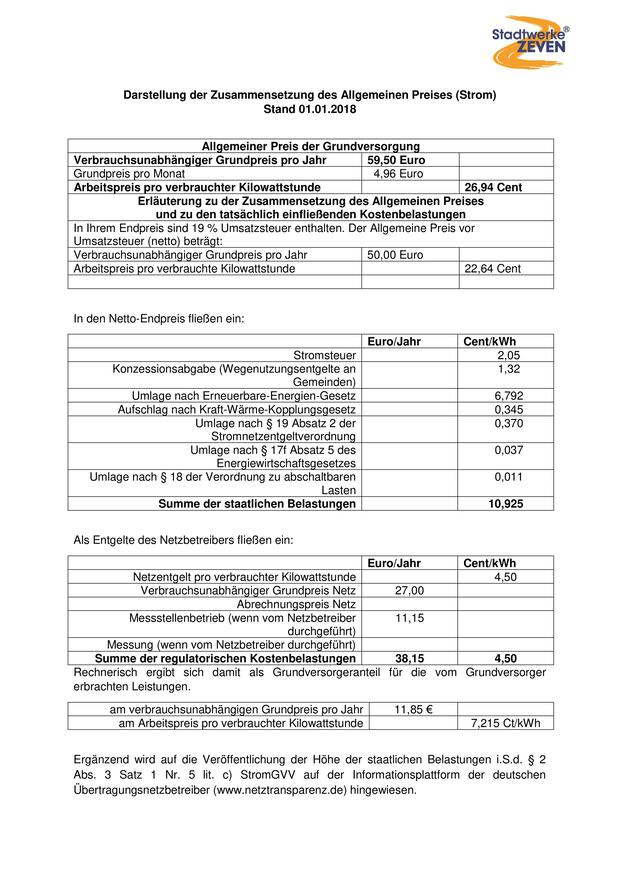 Stadtwerke®
ZEVEN
Darstellung der Zusammensetzung des Allgemeinen Preises (Strom)
Stand 01.01.2018
Allgemeiner Preis der Grundversorgung
Verbrauchsunabhängiger Grundpreis pro Jahr 59,50 Euro
Grundpreis pro Monat 4,96 Euro
Arbeitspreis pro verbrauchter Kilowattstunde 26,94 Cent
Erläuterung zu der Zusammensetzung des Allgemeinen Preises
und zu den tatsächlich einfließenden Kostenbelastungen
In Ihrem Endpreis sind 19 % Umsatzsteuer enthalten. Der Allgemeine Preis vor
Umsatzsteuer (netto) beträgt:
Verbrauchsunabhängiger Grundpreis pro Jahr 50,00 Euro
Arbeitspreis pro verbrauchte Kilowattstunde 22,64 Cent
In den Netto-Endpreis fließen ein:
Euro/Jahr Cent/kWh
Stromsteuer 2,05
Konzessionsabgabe (Wegenutzungsentgelte an 1,32
Gemeinden)
Umlage nach Erneuerbare-Energien-Gesetz 6,792
Aufschlag nach Kraft-Wärme-Kopplungsgesetz 0,345
Umlage nach § 19 Absatz 2 der 0,370
Stromnetzentgeltverordnung
Umlage nach § 17f Absatz 5 des 0,037
Energiewirtschaftsgesetzes
Umlage nach § 18 der Verordnung zu abschaltbaren 0,011
Lasten
Summe der staatlichen Belastungen 10,925
Als Entgelte des Netzbetreibers fließen ein:
Euro/Jahr Cent/kWh
Netzentgelt pro verbrauchter Kilowattstunde 4,50
Verbrauchsunabhängiger Grundpreis Netz 27,00
Abrechnungspreis Netz
Messstellenbetrieb (wenn vom Netzbetreiber 11,15
durchgeführt)
Messung (wenn vom Netzbetreiber durchgeführt)
Summe der regulatorischen Kostenbelastungen 38,15 4,50
Rechnerisch ergibt sich damit als Grundversorgeranteil für die vom Grundversorger
erbrachten Leistungen.
am verbrauchsunabhängigen Grundpreis pro Jahr 11,85 €
am Arbeitspreis pro verbrauchter Kilowattstunde 7,215 Ct/kWh
Ergänzend wird auf die Veröffentlichung der Höhe der staatlichen Belastungen i.S.d. § 2
Abs. 3 Satz 1 Nr. 5 lit. c) StromGVV auf der Informationsplattform der deutschen
Übertragungsnetzbetreiber (www.netztransparenz.de) hingewiesen.